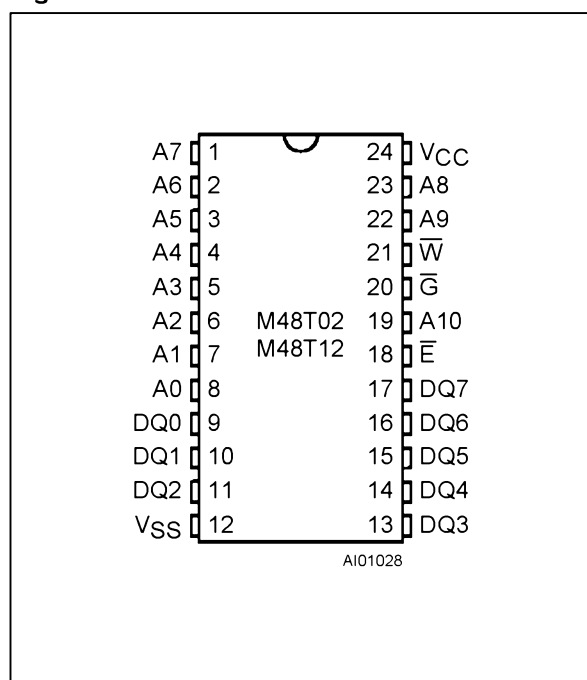 A7 1 24 VCC
A6 2 23 A8
A5 3 22 A9
A4 4 21 W̅
A3 5 20 G̅
A2 6 M48T02 19 A10
A1 7 M48T12 18 E̅
A0 8 17 DQ7
DQ0 9 16 DQ6
DQ1 10 15 DQ5
DQ2 11 14 DQ4
VSS 12 13 DQ3
AI01028